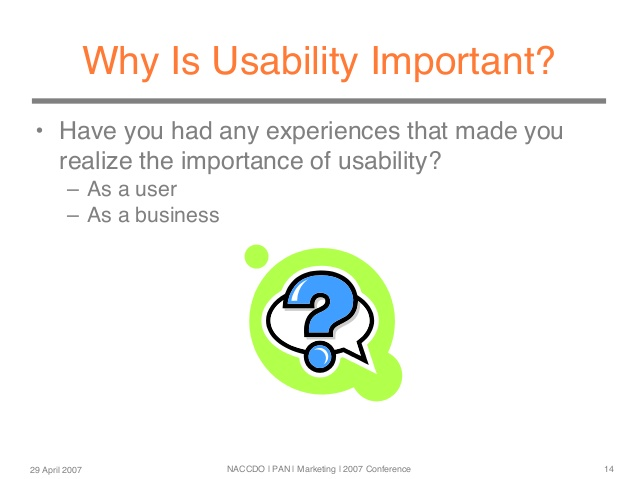 Why Is Usability Important?
• Have you had any experiences that made you
realize the importance of usability?
– As a user
– As a business
?
29 April 2007
NACCDO | PAN | Marketing | 2007 Conference
14